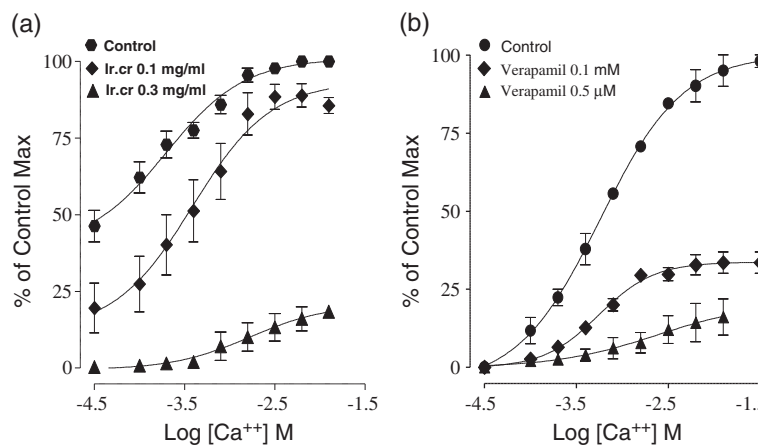 (a)
Control
Ir.cr 0.1 mg/ml
Ir.cr 0.3 mg/ml
100
75
50
25
0
% of Control Max
-4.5
-3.5
-2.5
-1.5
Log [Ca++] M
(b)
Control
Verapamil 0.1 mM
Verapamil 0.5 µM
100
75
50
25
0
% of Control Max
-4.5
-3.5
-2.5
-1.5
Log [Ca++] M